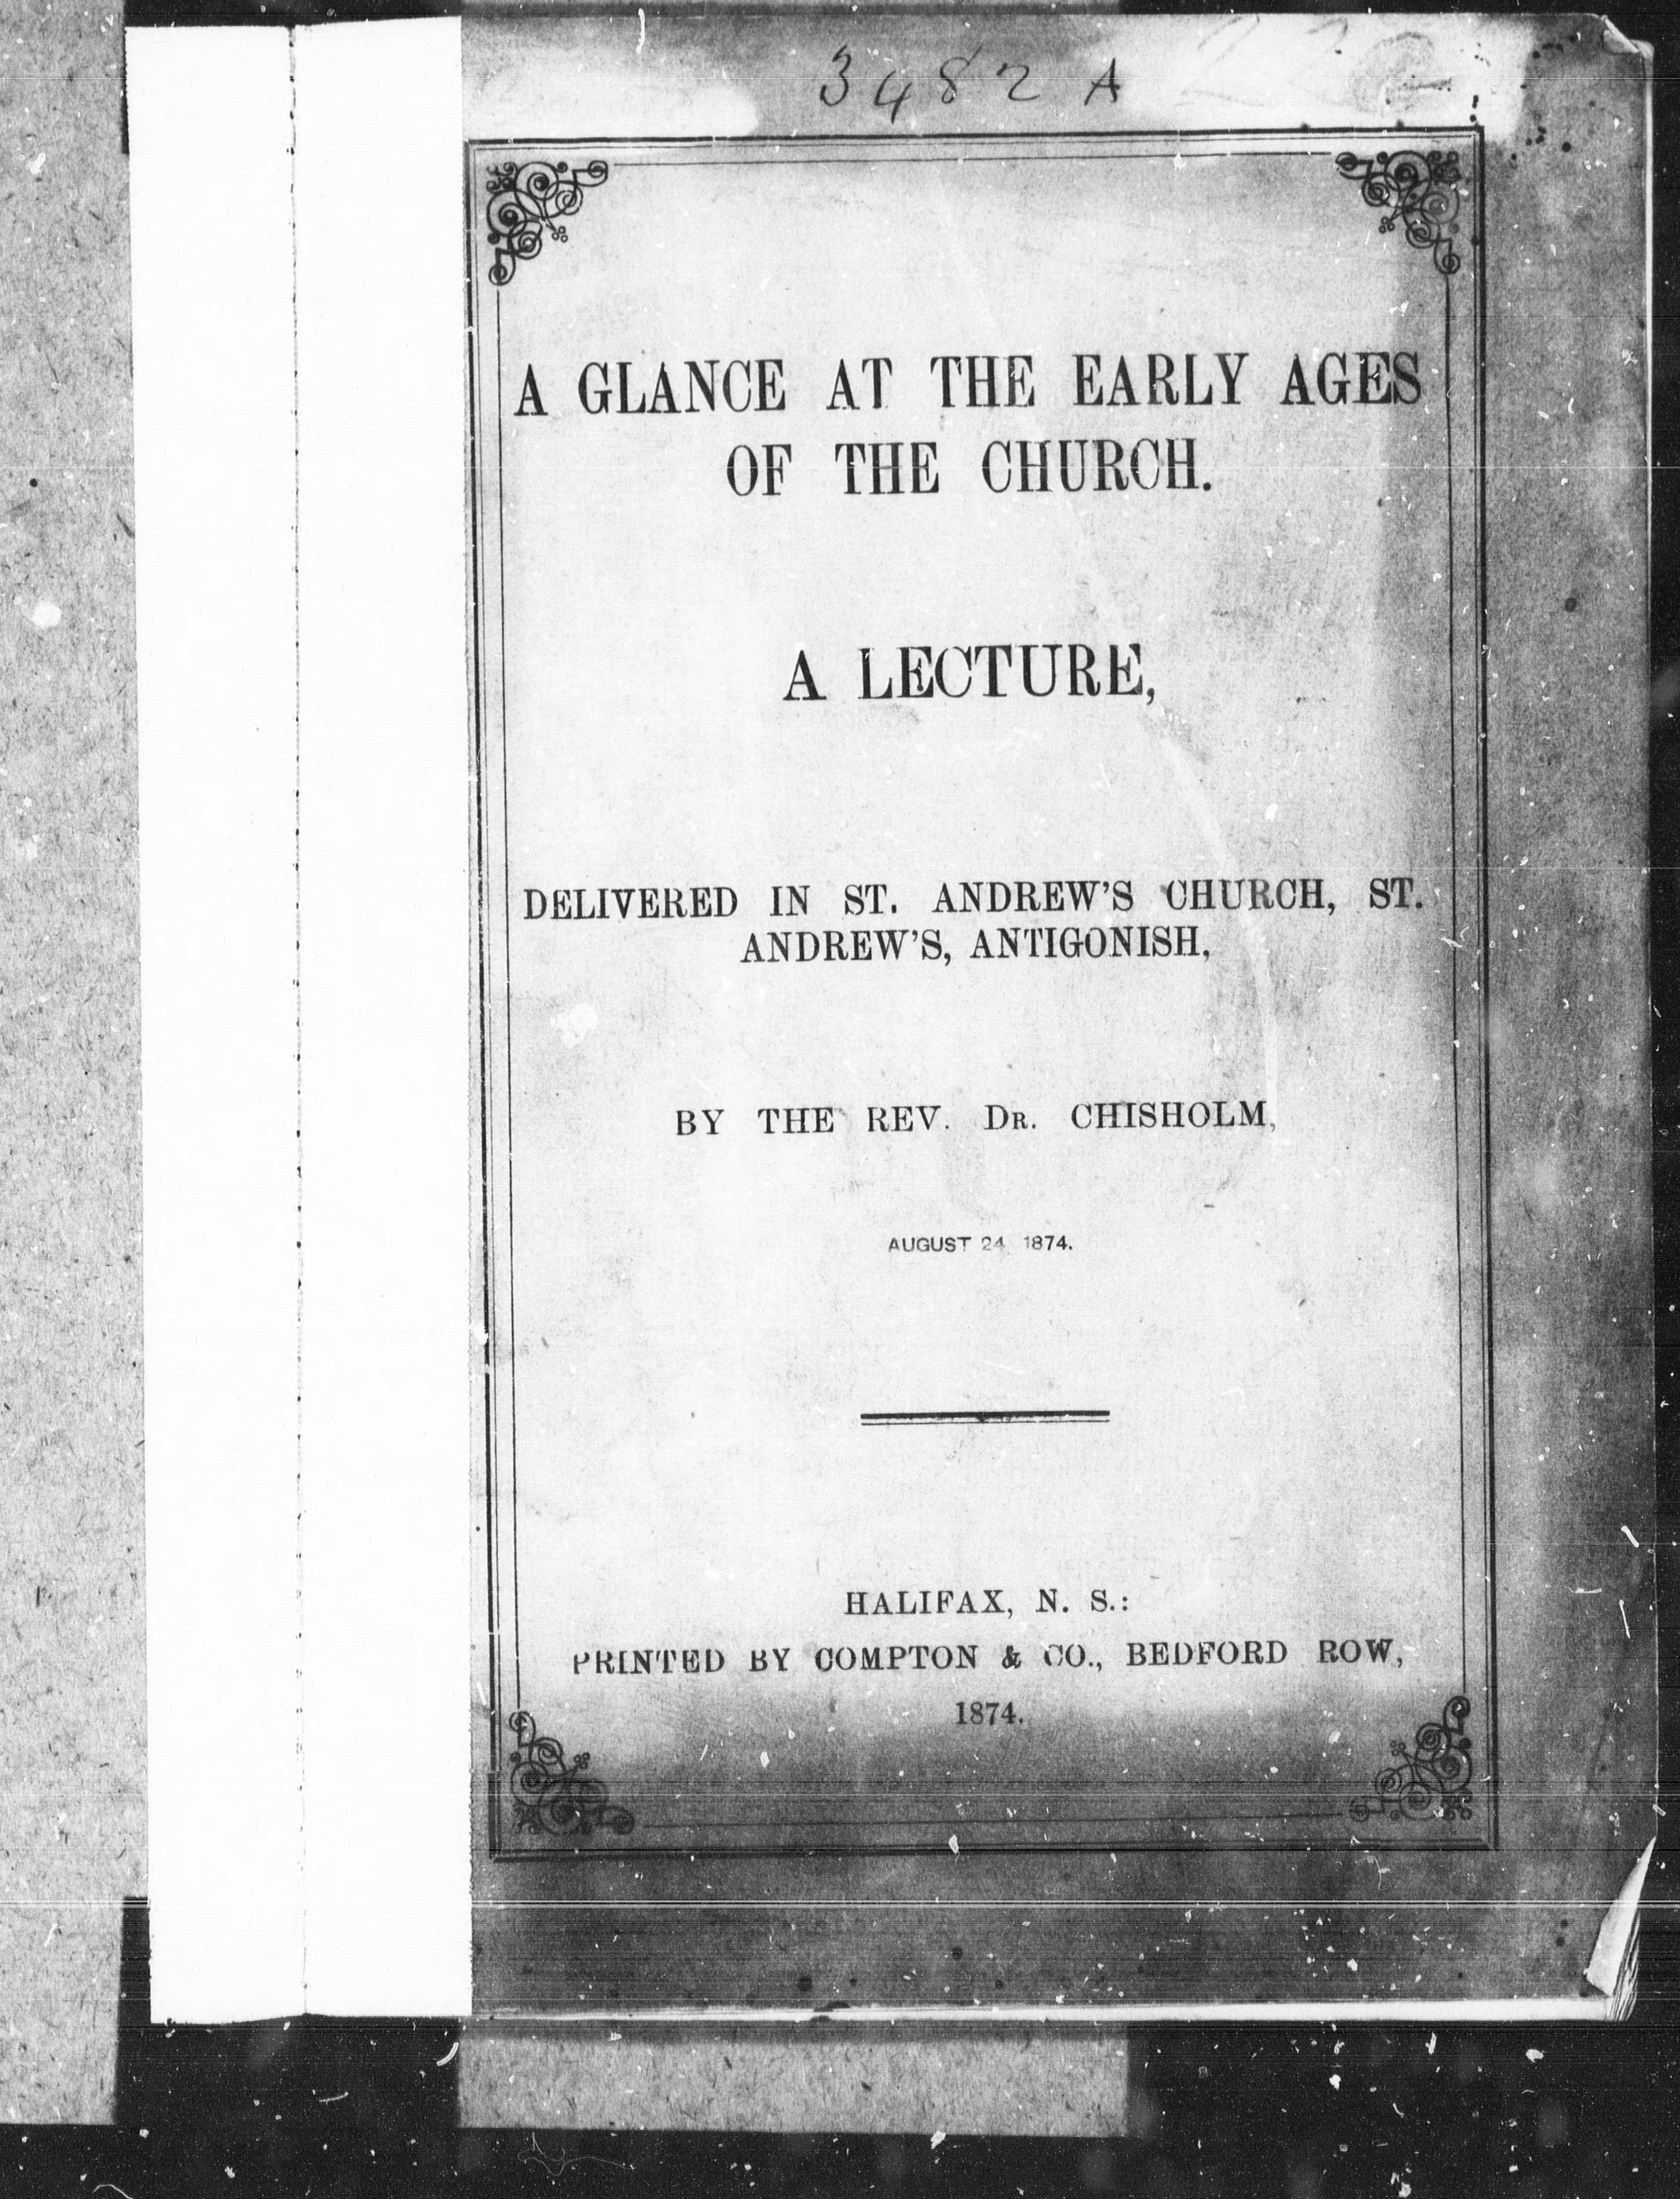 3482 A
A GLANCE AT THE EARLY AGES
OF THE CHURCH.
A LECTURE,
DELIVERED IN ST. ANDREW'S CHURCH, ST.
ANDREW'S, ANTIGONISH,
BY THE REV. DR. CHISHOLM,
AUGUST 24 1874.
HALIFAX, N. S.:
PRINTED BY COMPTON & CO., BEDFORD ROW,
1874.